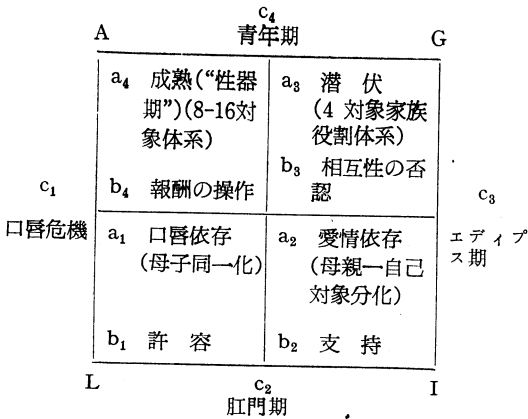 c₄
A 青年期 G
a₄ 成熟(“性器
期”)(8-16対
象体系)
b₄ 報酬の操作
a₃ 潜伏
(4 対象家族
役割体系)
b₃ 相互性の否
認
c₁
口唇危機
c₃
エディプ
ス期
a₁ 口唇依存
(母子同一化)
b₁ 許容
a₂ 愛情依存
(母親—自己
対象分化)
b₂ 支持
L c₂ I
肛門期